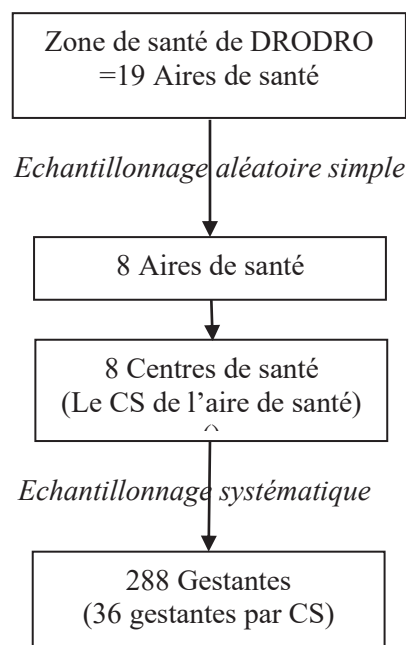 Zone de santé de DRODRO
=19 Aires de santé
Echantillonnage aléatoire simple
8 Aires de santé
8 Centres de santé
(Le CS de l’aire de santé)
Echantillonnage systématique
288 Gestantes
(36 gestantes par CS)